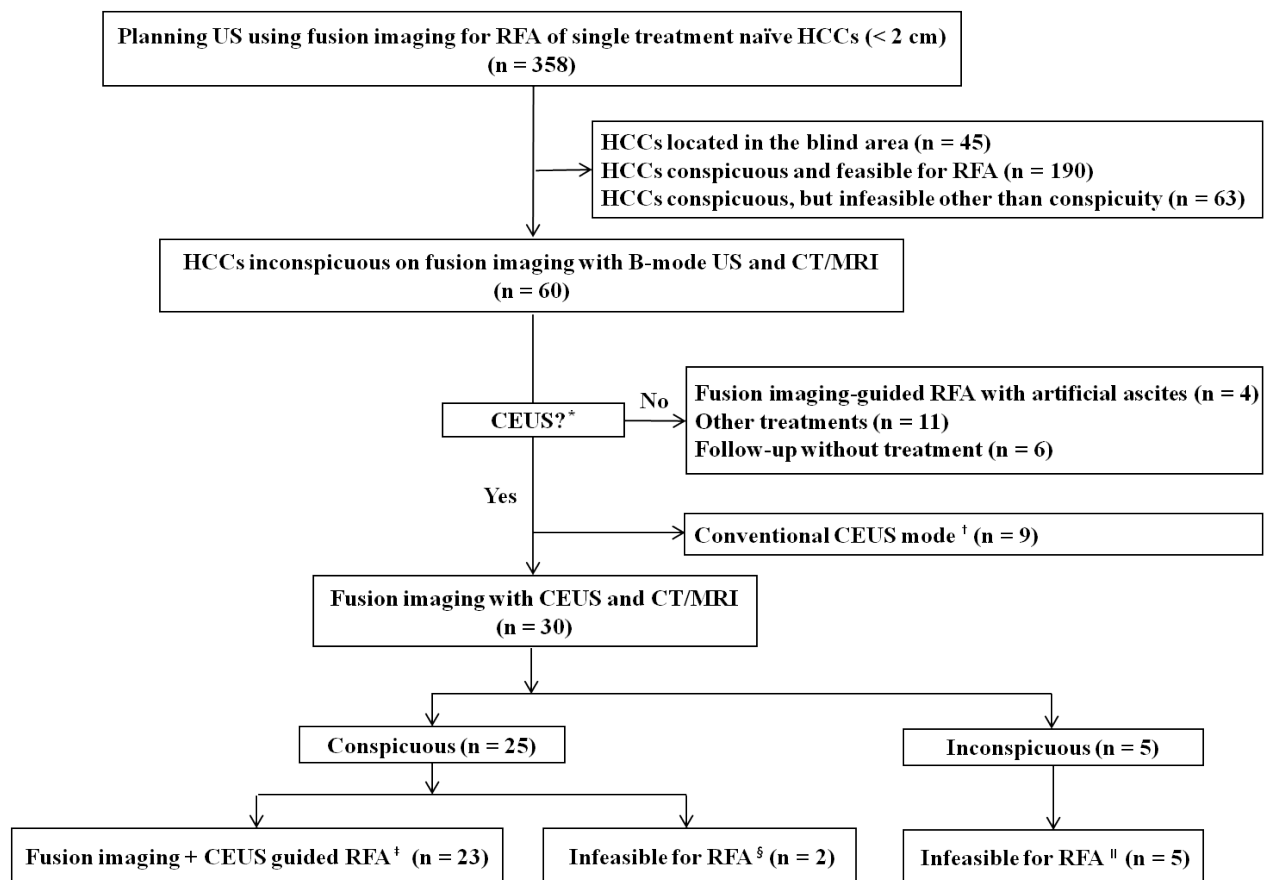 Planning US using fusion imaging for RFA of single treatment naïve HCCs (< 2 cm)
(n = 358)
HCCs located in the blind area (n = 45)
HCCs conspicuous and feasible for RFA (n = 190)
HCCs conspicuous, but infeasible other than conspicuity (n = 63)
HCCs inconspicuous on fusion imaging with B-mode US and CT/MRI
(n = 60)
CEUS?*
No
Fusion imaging-guided RFA with artificial ascites (n = 4)
Other treatments (n = 11)
Follow-up without treatment (n = 6)
Yes
Conventional CEUS mode † (n = 9)
Fusion imaging with CEUS and CT/MRI
(n = 30)
Conspicuous (n = 25)
Inconspicuous (n = 5)
Fusion imaging + CEUS guided RFA ‡ (n = 23)
Infeasible for RFA § (n = 2)
Infeasible for RFA ‖ (n = 5)